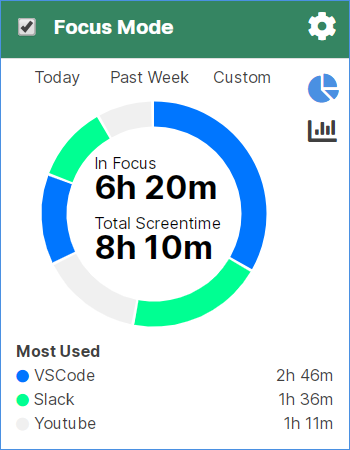 Focus Mode
Today Past Week Custom
In Focus
6h 20m
Total Screentime
8h 10m
Most Used
VSCode 2h 46m
Slack 1h 36m
Youtube 1h 11m